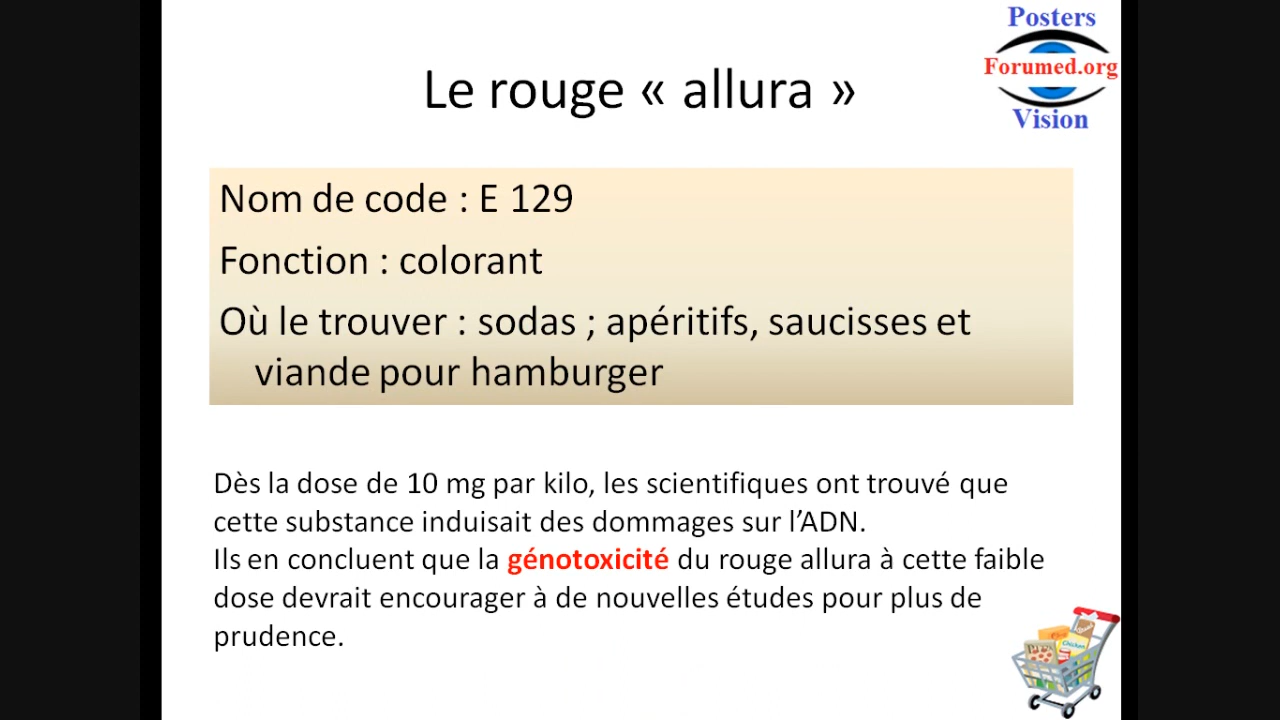 Posters
Forumed.org
Vision
Le rouge « allura »
Nom de code : E 129
Fonction : colorant
Où le trouver : sodas ; apéritifs, saucisses et
viande pour hamburger
Dès la dose de 10 mg par kilo, les scientifiques ont trouvé que
cette substance induisait des dommages sur l’ADN.
Ils en concluent que la génotoxicité du rouge allura à cette faible
dose devrait encourager à de nouvelles études pour plus de
prudence.
Chicken